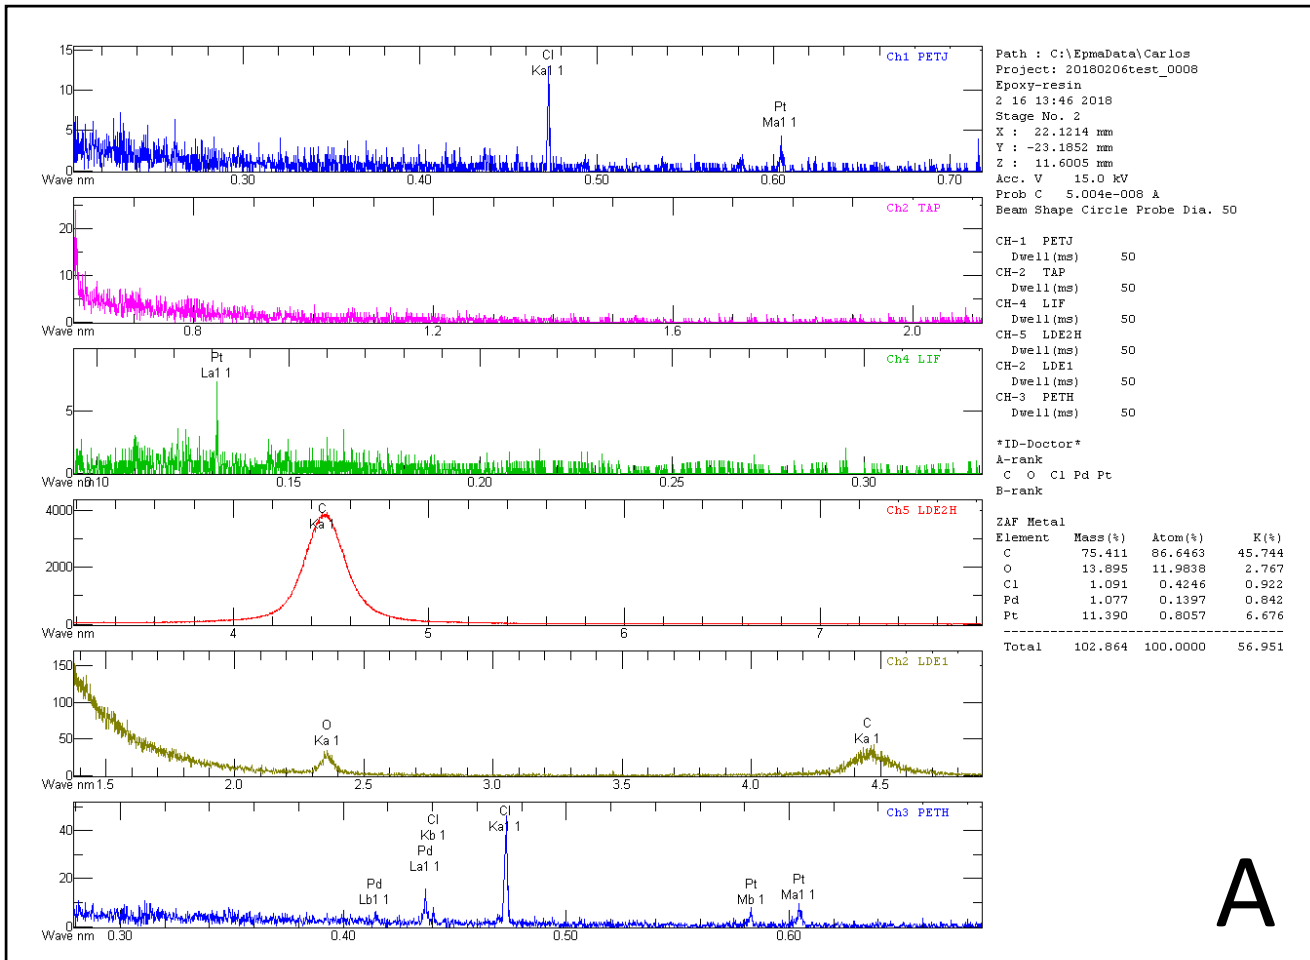 15
10
5
0
Ch1 PETJ
Cl
Ka1 1
Pt
Ma1 1
Wave nm
0.30
0.40
0.50
0.60
0.70
20
10
0
Ch2 TAP
Wave nm
0.8
1.2
1.6
2.0
5
0
Ch4 LIF
Pt
La1 1
Wave nm
0.10
0.15
0.20
0.25
0.30
4000
2000
0
Ch5 LDE2H
C
Ka 1
Wave nm
4
5
6
7
150
100
50
0
Ch2 LDE1
O
Ka 1
C
Ka 1
Wave nm
1.5
2.0
2.5
3.0
3.5
4.0
4.5
40
20
0
Ch3 PETH
Pd
Lb1 1
Cl
Kb 1
Pd
La1 1
Cl
Ka1 1
Pt
Mb 1
Pt
Ma1 1
Wave nm
0.30
0.40
0.50
0.60
Path : C:\EpmaData\Carlos
Project: 20180206test_0008
Epoxy-resin
2 16 13:46 2018
Stage No. 2
X : 22.1214 mm
Y : -23.1852 mm
Z : 11.6005 mm
Acc. V 15.0 kV
Prob C 5.004e-008 A
Beam Shape Circle Probe Dia. 50
CH-1 PETJ
Dwell(ms) 50
CH-2 TAP
Dwell(ms) 50
CH-4 LIF
Dwell(ms) 50
CH-5 LDE2H
Dwell(ms) 50
CH-2 LDE1
Dwell(ms) 50
CH-3 PETH
Dwell(ms) 50
*ID-Doctor*
A-rank
C O Cl Pd Pt
B-rank
ZAF Metal
Element Mass(%) Atom(%) K(%)
C 75.411 86.6463 45.744
O 13.895 11.9838 2.767
Cl 1.091 0.4246 0.922
Pd 1.077 0.1397 0.842
Pt 11.390 0.8057 6.676
Total 102.864 100.0000 56.951
A